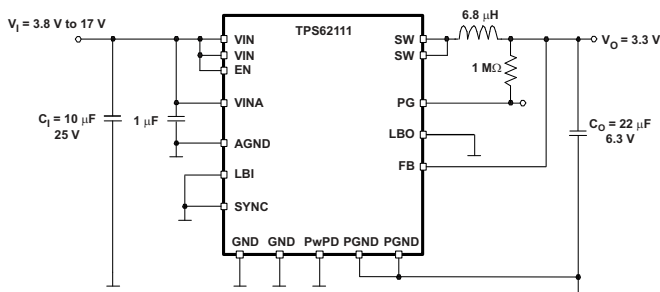 TPS62111
V_I = 3.8 V to 17 V
VIN
VIN
EN
VINA
AGND
LBI
SYNC
C_I = 10 μF
25 V
1 μF
GND
GND
PwPD
PGND
PGND
SW
SW
PG
LBO
FB
6.8 μH
1 MΩ
V_O = 3.3 V
C_O = 22 μF
6.3 V